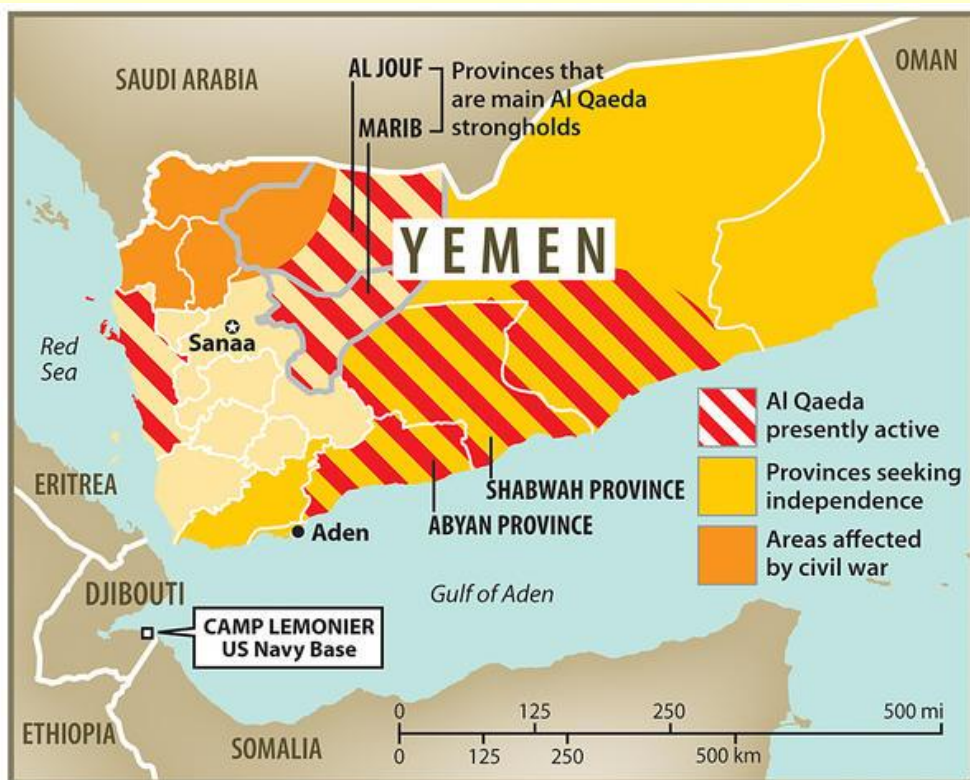 SAUDI ARABIA
AL JOUF
MARIB
Provinces that
are main Al Qaeda
strongholds
OMAN
YEMEN
Sanaa
Red
Sea
Al Qaeda
presently active
Provinces seeking
independence
Areas affected
by civil war
ERITREA
SHABWAH PROVINCE
ABYAN PROVINCE
Aden
Gulf of Aden
DJIBOUTI
CAMP LEMONIER
US Navy Base
ETHIOPIA
SOMALIA
0 125 250 500 mi
0 125 250 500 km